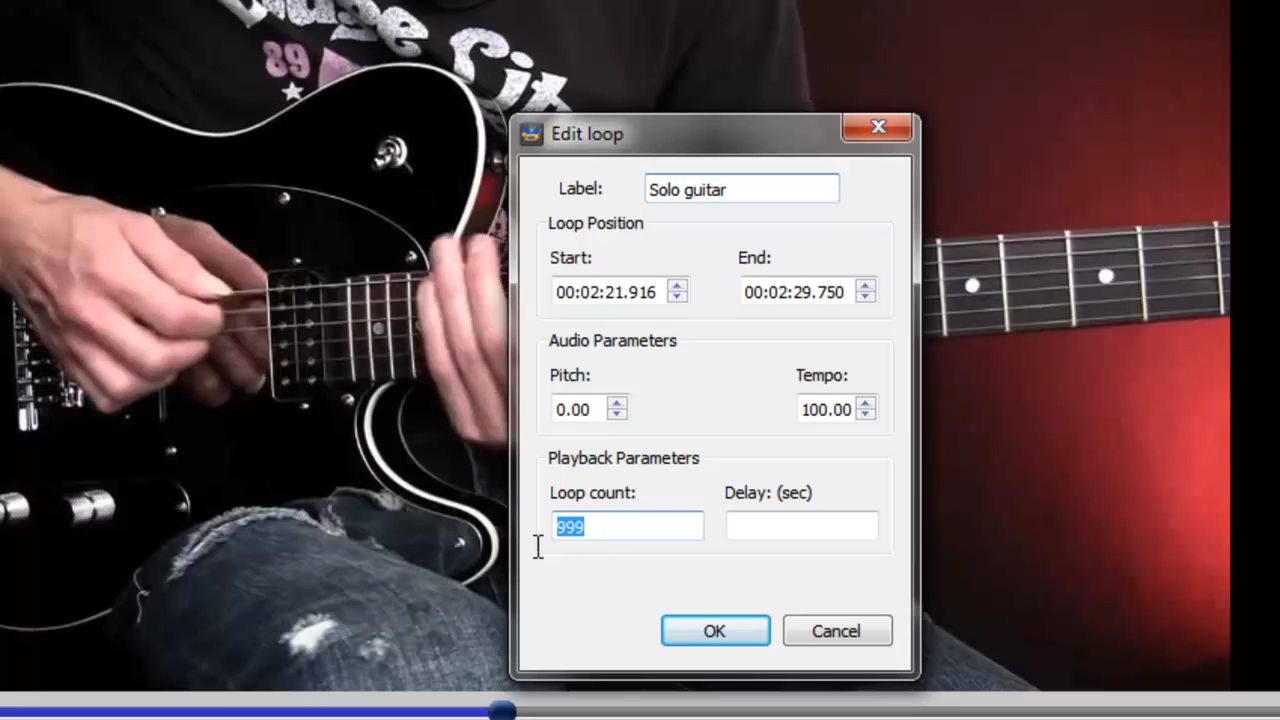 89
Edit loop
Label: Solo guitar
Loop Position
Start: End:
00:02:21.916 00:02:29.750
Audio Parameters
Pitch: Tempo:
0.00 100.00
Playback Parameters
Loop count: Delay: (sec)
999
OK Cancel